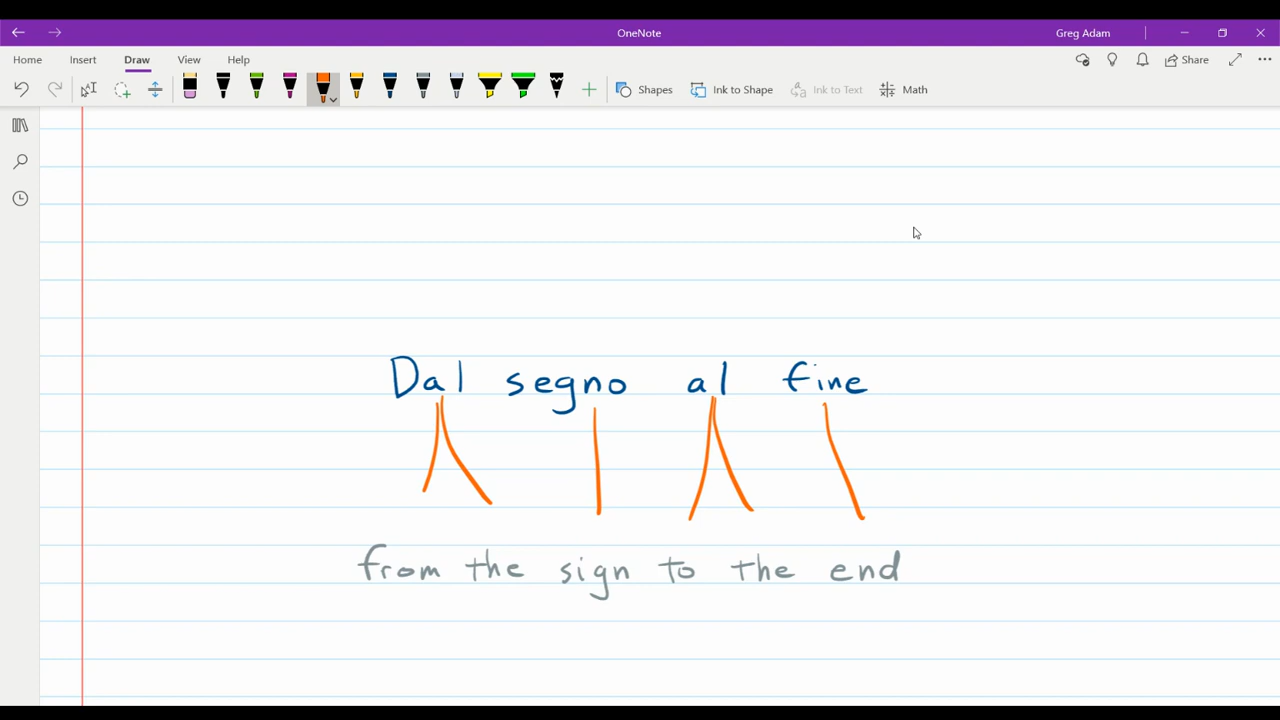 OneNote
Greg Adam
Home Insert Draw View Help
Share
Shapes Ink to Shape Ink to Text Math
Dal segno al fine
from the sign to the end